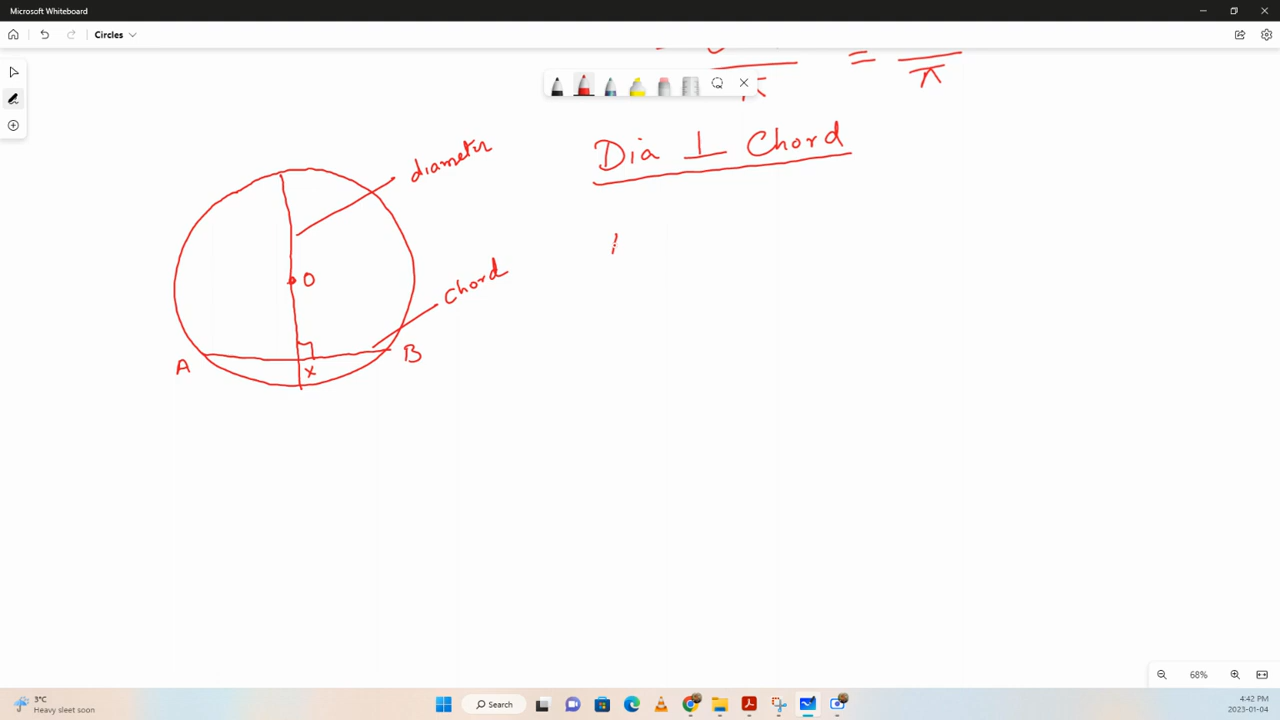 Microsoft Whiteboard
Circles
= π
Dia ⊥ Chord
diameter
O
Chord
A
B
x
68%
3°C
Heavy sleet soon
Search
4:42 PM
2023-01-04